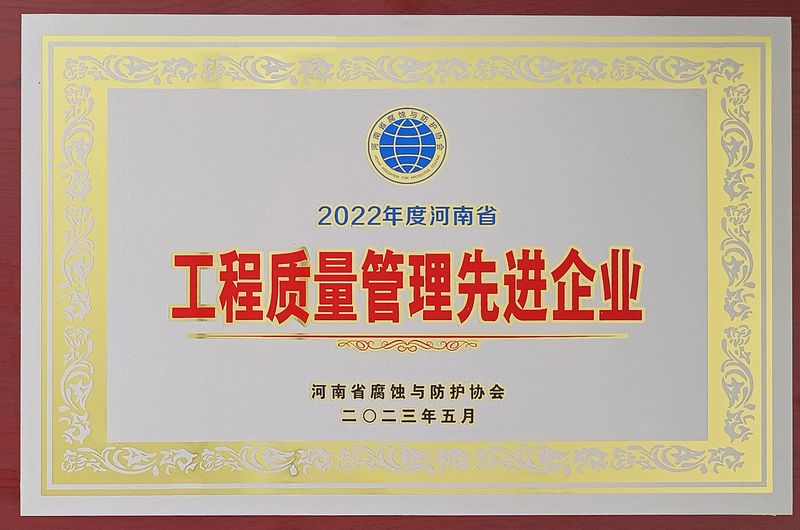 河南省腐蚀与防护协会
2022年度河南省
工程质量管理先进企业
河南省腐蚀与防护协会
二〇二三年五月